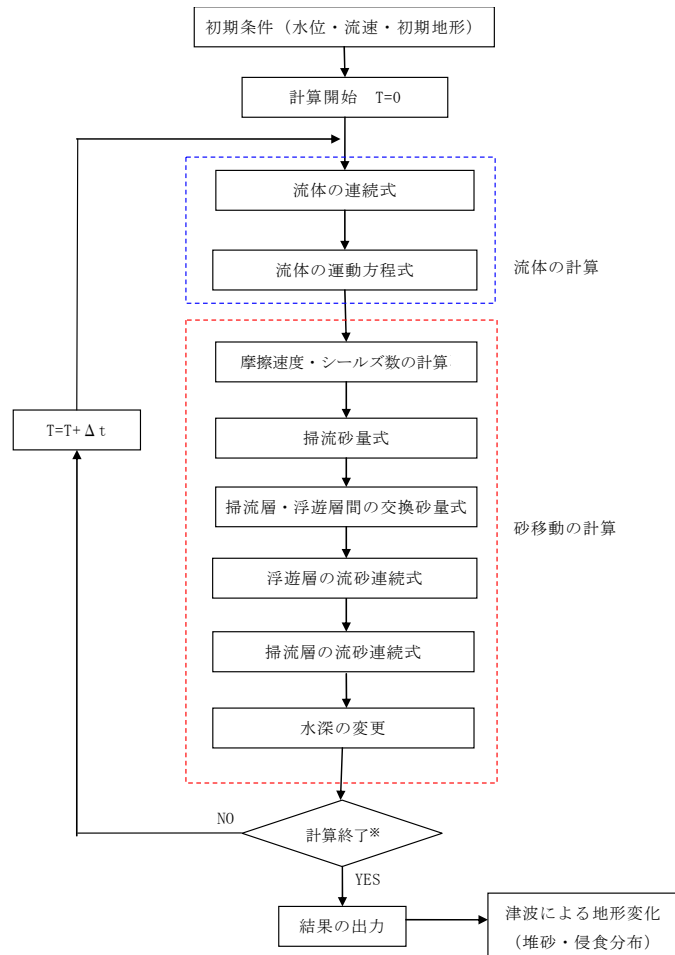 初期条件（水位・流速・初期地形）
計算開始　T=0
流体の連続式
流体の運動方程式
流体の計算
摩擦速度・シールズ数の計算
T=T+Δt
掃流砂量式
掃流層・浮遊層間の交換砂量式
砂移動の計算
浮遊層の流砂連続式
掃流層の流砂連続式
水深の変更
NO
計算終了※
YES
結果の出力
津波による地形変化
（堆砂・侵食分布）